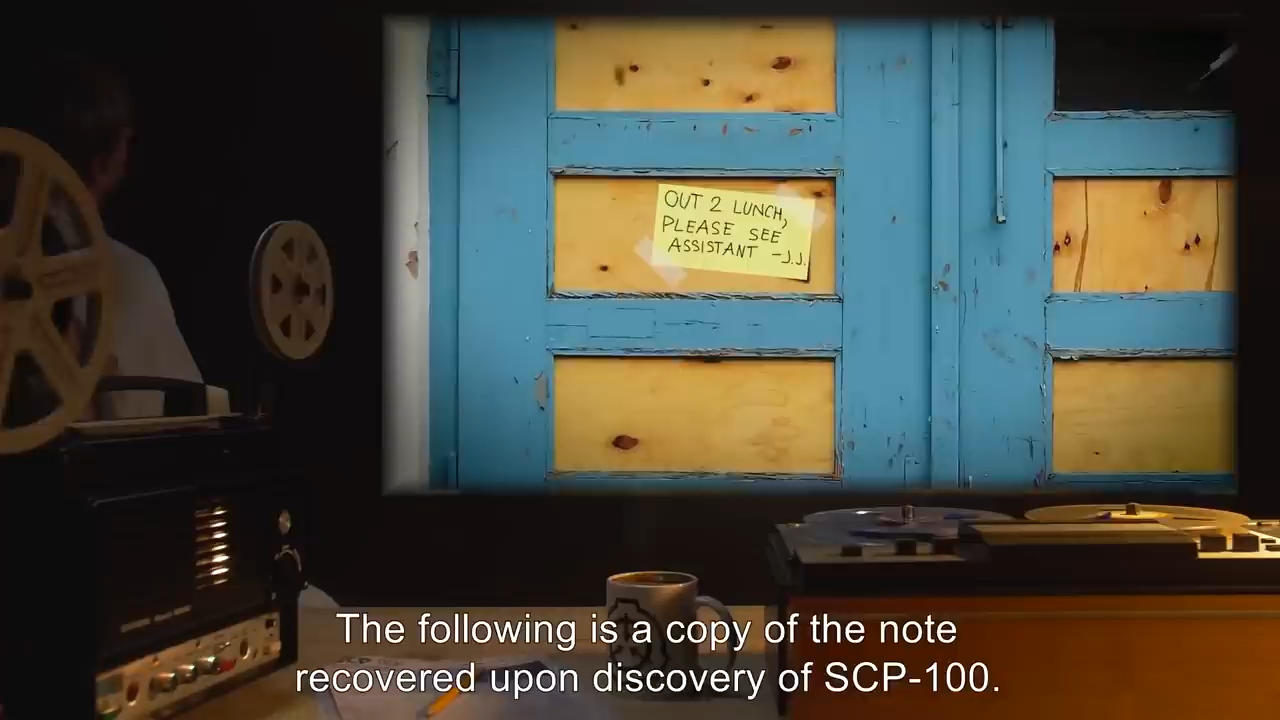 OUT 2 LUNCH,
PLEASE SEE
ASSISTANT -J.J.
The following is a copy of the note
recovered upon discovery of SCP-100.